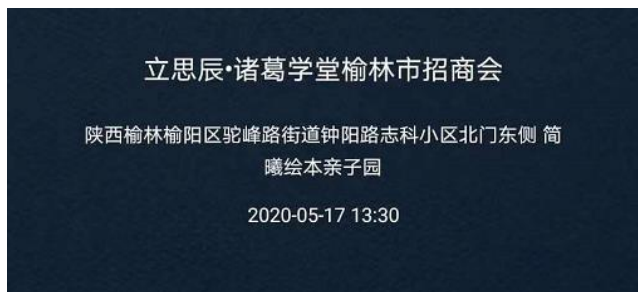 立思辰·诸葛学堂榆林市招商会
陕西榆林榆阳区驼峰路街道钟阳路志科小区北门东侧 简
曦绘本亲子园
2020-05-17 13:30